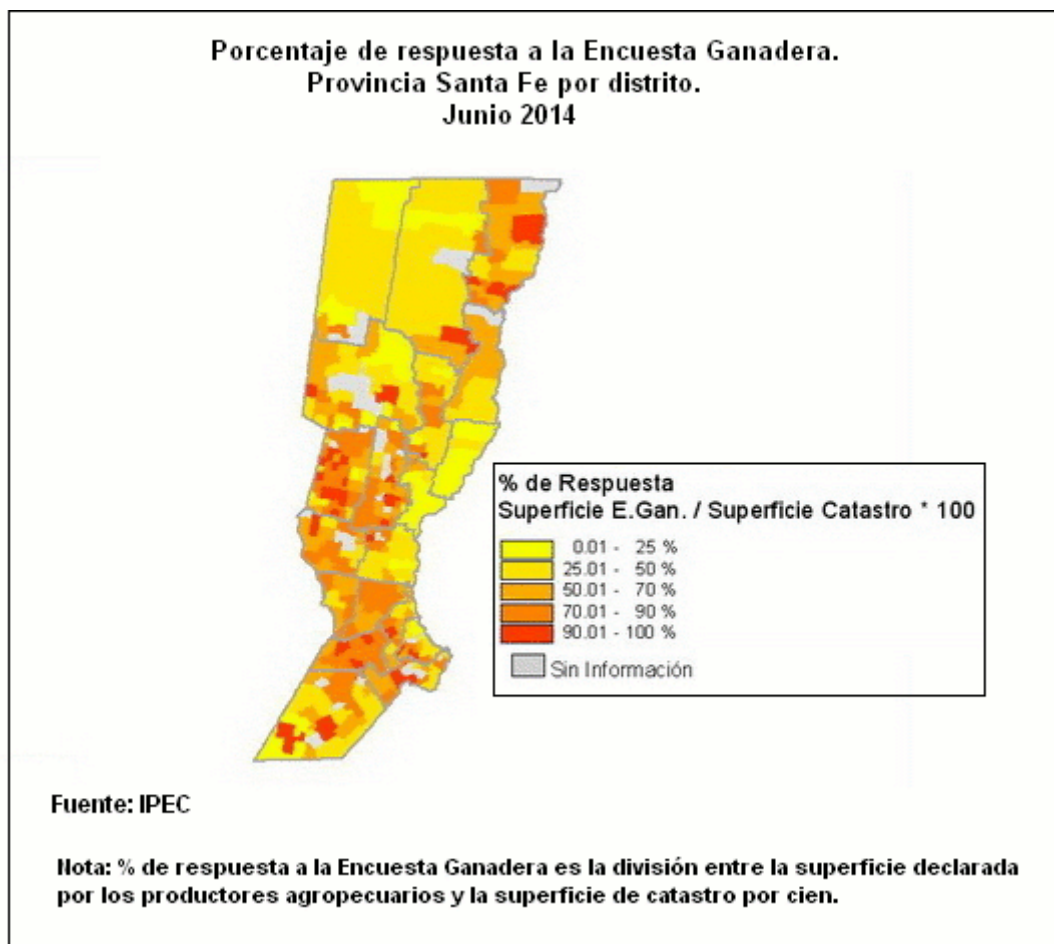 Porcentaje de respuesta a la Encuesta Ganadera.
Provincia Santa Fe por distrito.
Junio 2014
% de Respuesta
Superficie E.Gan. / Superficie Catastro * 100
0.01 - 25 %
25.01 - 50 %
50.01 - 70 %
70.01 - 90 %
90.01 - 100 %
Sin Información
Fuente: IPEC
Nota: % de respuesta a la Encuesta Ganadera es la división entre la superficie declarada
por los productores agropecuarios y la superficie de catastro por cien.